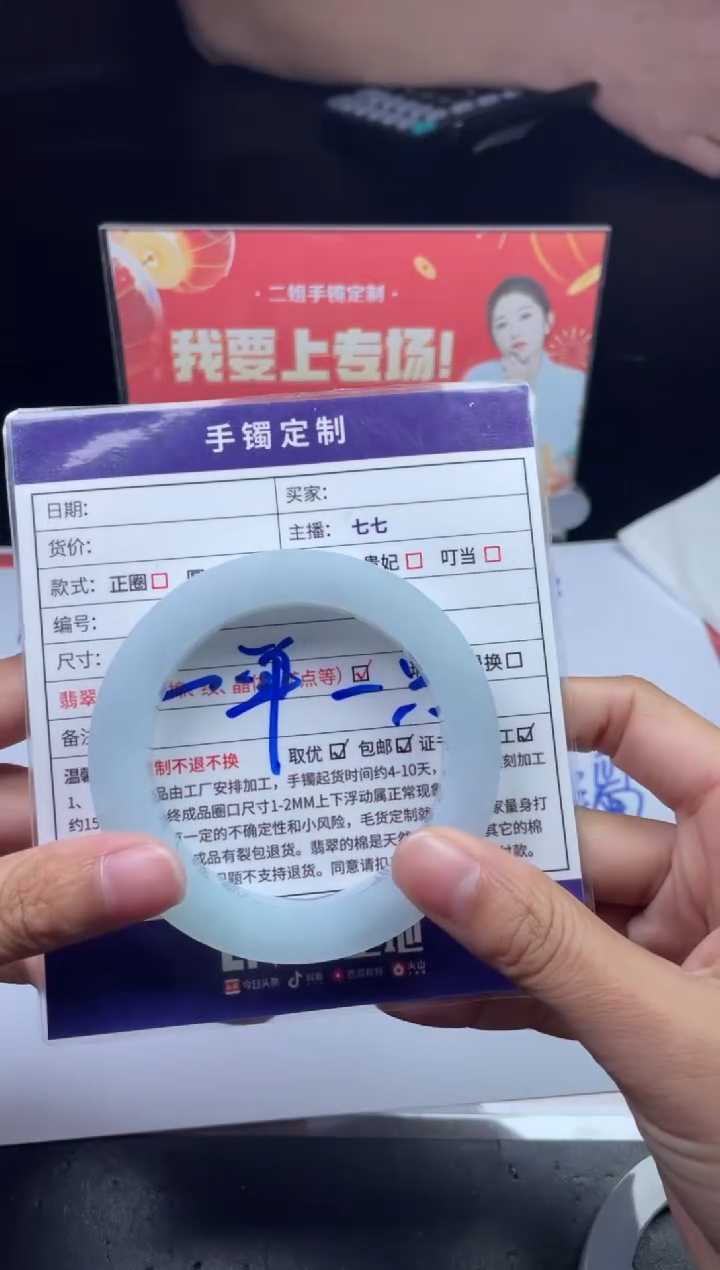 ·二姐手镯定制·
我要上专场!
手镯定制
日期: 买家:
货价: 主播: 七七
款式: 正圈□ 贵妃□ 叮当□
编号:
尺寸:
翡翠 点等)☑ 换□
一平一
备注
制不退不换 取优☑ 包邮☑ 证 工☑
温馨
1、 品由工厂安排加工，手镯起货时间约4-10天， 刻加工
约15 终成品圈口尺寸1-2MM上下浮动属正常现象 家量身打
一定的不确定性和小风险，毛货定制就 其它的棉
成品有裂包退货。翡翠的棉是天然 付款。
问题不支持退货。同意请扣
今日头条 抖音 西瓜视频 火山